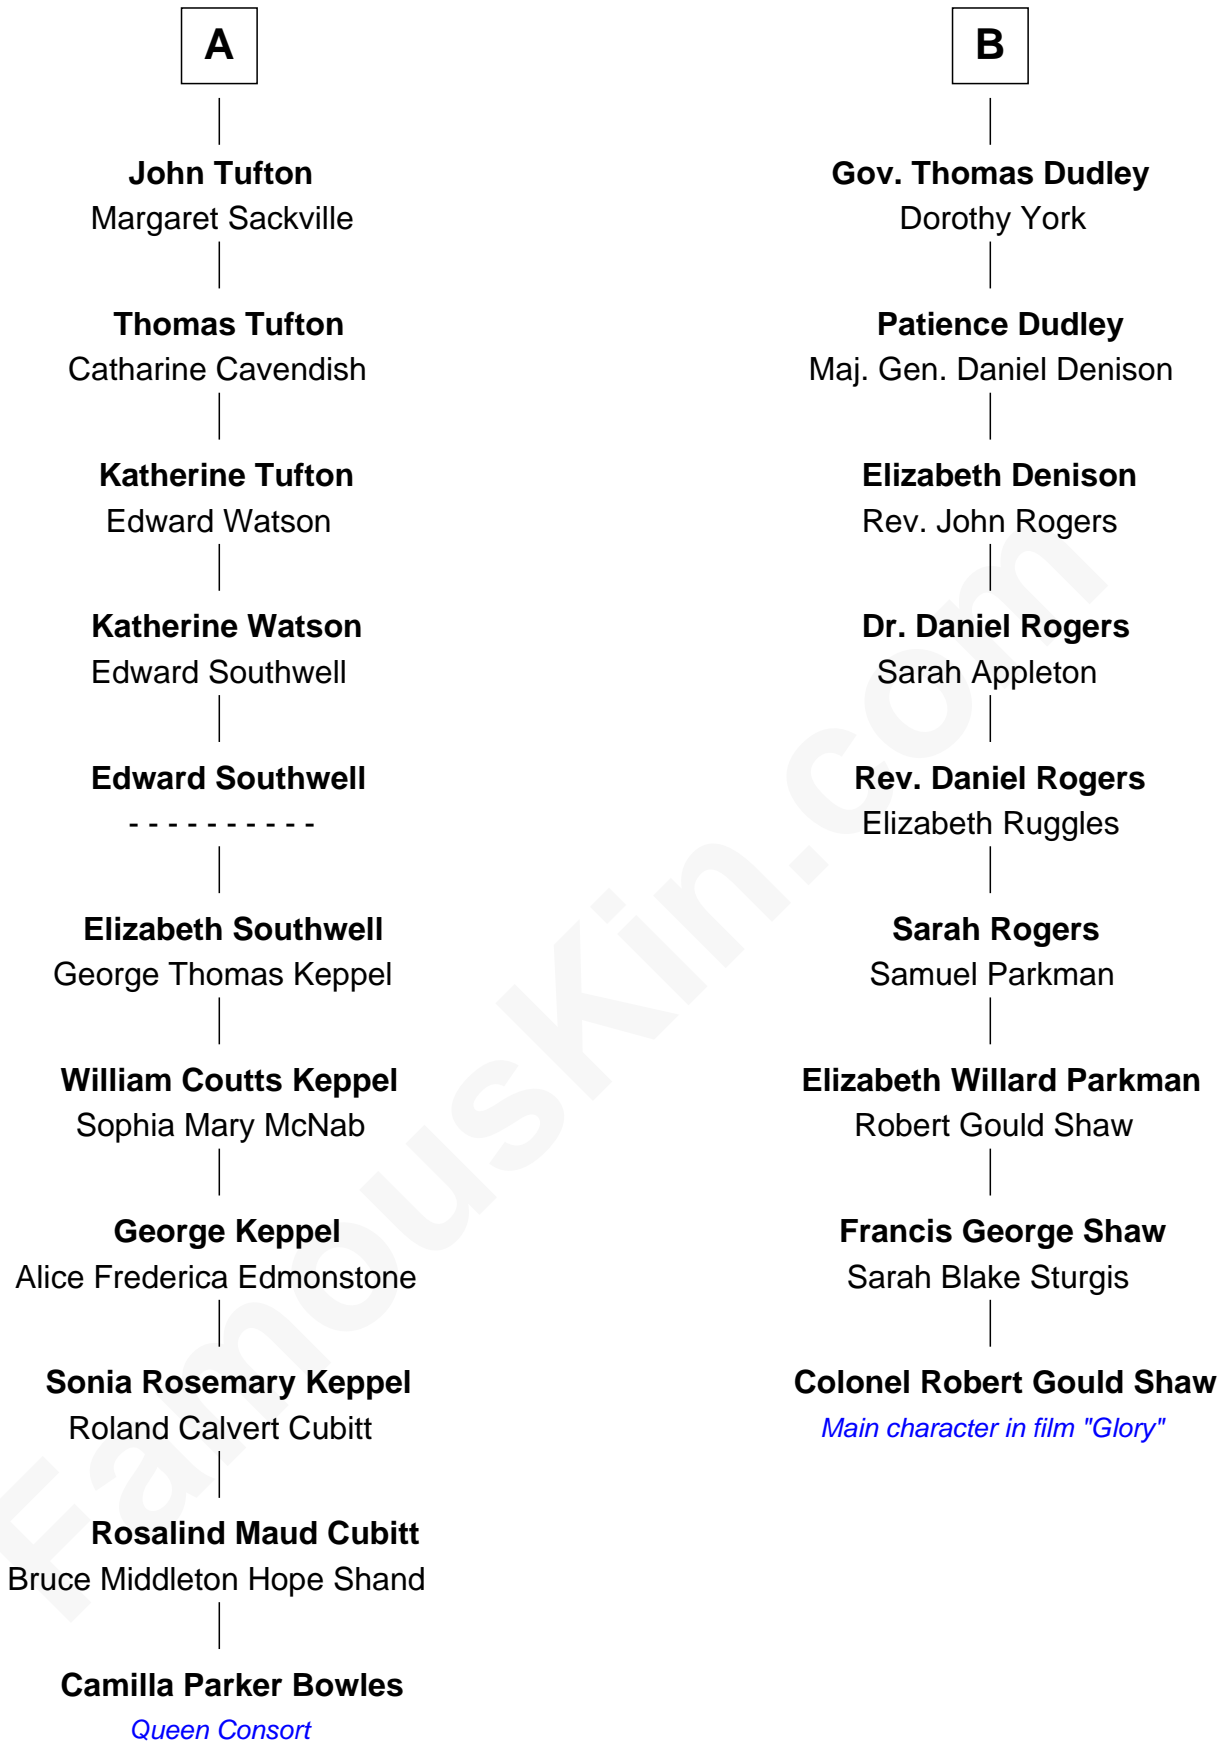 A
John Tufton
Margaret Sackville
Thomas Tufton
Catharine Cavendish
Katherine Tufton
Edward Watson
Katherine Watson
Edward Southwell
Edward Southwell
- - - - - - - - - -
Elizabeth Southwell
George Thomas Keppel
William Coutts Keppel
Sophia Mary McNab
George Keppel
Alice Frederica Edmonstone
Sonia Rosemary Keppel
Roland Calvert Cubitt
Rosalind Maud Cubitt
Bruce Middleton Hope Shand
Camilla Parker Bowles
Queen Consort
B
Gov. Thomas Dudley
Dorothy York
Patience Dudley
Maj. Gen. Daniel Denison
Elizabeth Denison
Rev. John Rogers
Dr. Daniel Rogers
Sarah Appleton
Rev. Daniel Rogers
Elizabeth Ruggles
Sarah Rogers
Samuel Parkman
Elizabeth Willard Parkman
Robert Gould Shaw
Francis George Shaw
Sarah Blake Sturgis
Colonel Robert Gould Shaw
Main character in film "Glory"
FamousKin.com